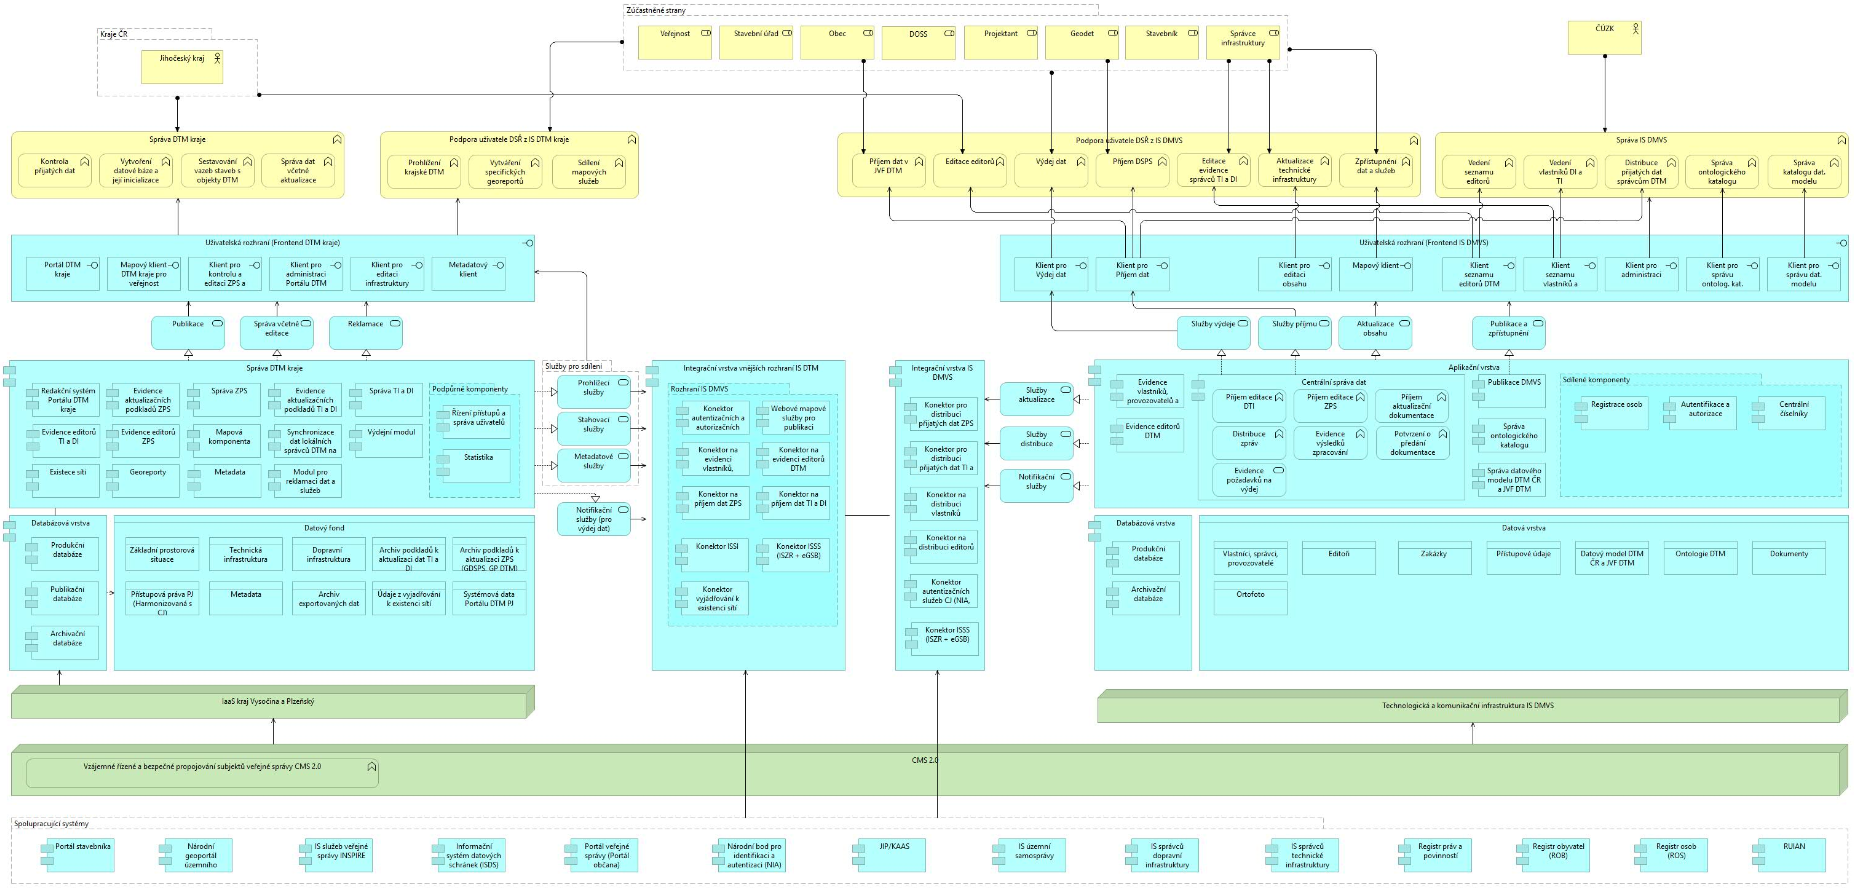 Zúčastněné strany
Veřejnost
Stavební úřad
Obec
DOSS
Projektant
Geodet
Stavebník
Správce
infrastruktury
ČÚZK
Kraje ČR
Jihočeský kraj
Správa DTM kraje
Kontrola
přijatých dat
Vytvoření
datové báze a
její inicializace
Sestavování
vazeb staveb s
objekty DTM
Správa dat
včetně
aktualizace
Podpora uživatele DSŘ z IS DTM kraje
Prohlížení
krajské DTM
Vytváření
specifických
georeportů
Sdílení
mapových
služeb
Podpora uživatele DSŘ z IS DMVS
Příjem dat v
JVF DTM
Editace editorů
Výdej dat
Příjem DSPS
Editace
evidence
správců TI a DI
Aktualizace
technické
infrastruktury
Zpřístupnění
dat a služeb
Správa IS DMVS
Vedení
seznamu
editorů
Vedení
vlastníků DI a
TI
Distribuce
přijatých dat
správcům DTM
Správa
ontologického
katalogu
Správa
katalogu dat.
modelu
Uživatelská rozhraní (Frontend DTM kraje)
Portál DTM
kraje
Mapový klient
DTM kraje pro
veřejnost
Klient pro
kontrolu a
editaci ZPS a
Klient pro
administraci
Portálu DTM
Klient pro
editaci
infrastruktury
Metadatový
klient
Uživatelská rozhraní (Frontend IS DMVS)
Klient pro
Výdej dat
Klient pro
Příjem dat
Klient pro
editaci
obsahu
Mapový klient
Klient
seznamu
editorů DTM
Klient
seznamu
vlastníků a
Klient pro
administraci
Klient pro
správu
ontolog. kat.
Klient pro
správu dat.
modelu
Publikace
Správa včetně
editace
Reklamace
Služby výdeje
Služby příjmu
Aktualizace
obsahu
Publikace a
zpřístupnění
Správa DTM kraje
Redakční systém
Portálu DTM
kraje
Evidence
aktualizačních
podkladů ZPS
Správa ZPS
Evidence
aktualizačních
podkladů TI a DI
Správa TI a DI
Evidence editorů
TI a DI
Evidence editorů
ZPS
Mapová
komponenta
Synchronizace
dat lokálních
správců DTM na
Výdejní modul
Existece sítí
Georeporty
Metadata
Modul pro
reklamaci dat a
služeb
Podpůrné komponenty
Řízení přístupů a
správa uživatelů
Statistika
Služby pro sdílení
Prohlížecí
služby
Stahovací
služby
Metadatové
služby
Notifikační
služby (pro
výdej dat)
Integrační vrstva vnějších rozhraní IS DTM
Rozhraní IS DMVS
Konektor
autentizačních a
autorizačních
Webové mapové
služby pro
publikaci
Konektor na
evidenci
vlastníků,
Konektor na
evidenci editorů
DTM
Konektor na
příjem dat ZPS
Konektor na
příjem dat TI a DI
Konektor ISSI
Konektor ISSS
(ISZR + eGSB)
Konektor
vyjádřování k
existenci sítí
Integrační vrstva IS
DMVS
Konektor pro
distribuci
přijatých dat ZPS
Konektor pro
distribuci
přijatých dat TI a
Konektor na
distribuci
vlastníků
Konektor na
distribuci editorů
Konektor
autentizačních
služeb CJ (NIA,
Konektor ISSS
(ISZR + eGSB)
Služby
aktualizace
Služby
distribuce
Notifikační
služby
Aplikační vrstva
Evidence
vlastníků,
provozovatelů a
Evidence editorů
DTM
Centrální správa dat
Příjem editace
DTI
Příjem editace
ZPS
Příjem
aktualizační
dokumentace
Distribuce
zpráv
Evidence
výsledků
zpracování
Potvrzení o
předání
dokumentace
Evidence
požadavků na
výdej
Publikace DMVS
Správa
ontologického
katalogu
Správa datového
modelu DTM ČR
a JVF DTM
Sdílené komponenty
Registrace osob
Autentifikace a
autorizace
Centrální
číselníky
Databázová vrstva
Produkční
databáze
Publikační
databáze
Archivační
databáze
Datový fond
Základní prostorová
situace
Technická
infrastruktura
Dopravní
infrastruktura
Archiv podkladů k
aktualizaci dat TI a
DI
Archiv podkladů k
aktualizaci ZPS
(GDSPS, GP DTM)
Přístupová práva PJ
(Harmonizovaná s
CJ)
Metadata
Archiv
exportovaných dat
Údaje z vyjadřování
k existenci sítí
Systémová data
Portálu DTM PJ
Databázová vrstva
Produkční
databáze
Archivační
databáze
Datová vrstva
Vlastníci, správci,
provozovatelé
Editoři
Zakázky
Přístupové údaje
Datový model DTM
ČR a JVF DTM
Ontologie DTM
Dokumenty
Ortofoto
IaaS kraj Vysočina a Plzeňský
Technologická a komunikační infrastruktura IS DMVS
CMS 2.0
Vzájemné řízené a bezpečné propojování subjektů veřejné správy CMS 2.0
Spolupracující systémy
Portál stavebníka
Národní
geoportál
územního
IS služeb veřejné
správy INSPIRE
Informační
systém datových
schránek (ISDS)
Portál veřejné
správy (Portál
občana)
Národní bod pro
identifikaci a
autentizaci (NIA)
JIP/KAAS
IS územní
samosprávy
IS správců
dopravní
infrastruktury
IS správců
technické
infrastruktury
Registr práv a
povinností
Registr obyvatel
(ROB)
Registr osob
(ROS)
RUIAN